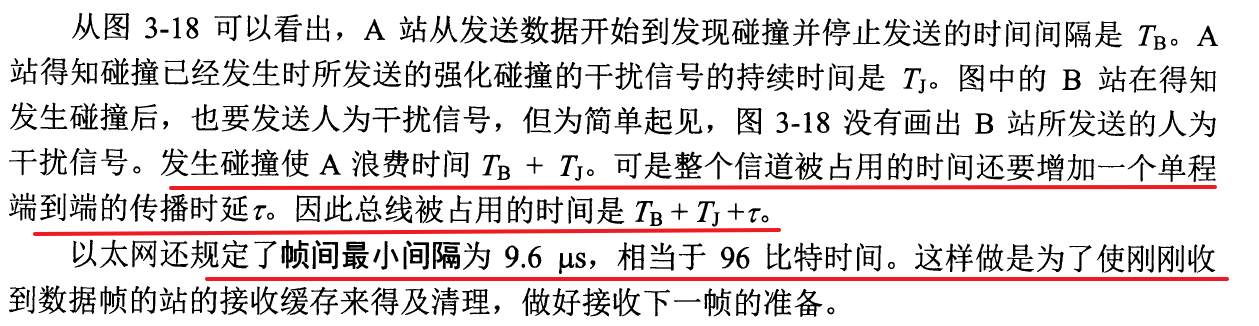 从图 3-18 可以看出，A 站从发送数据开始到发现碰撞并停止发送的时间间隔是 TB。A
站得知碰撞已经发生时所发送的强化碰撞的干扰信号的持续时间是 TJ。图中的 B 站在得知
发生碰撞后，也要发送人为干扰信号，但为简单起见，图 3-18 没有画出 B 站所发送的人为
干扰信号。发生碰撞使 A 浪费时间 TB + TJ。可是整个信道被占用的时间还要增加一个单程
端到端的传播时延τ。因此总线被占用的时间是 TB + TJ +τ。
以太网还规定了帧间最小间隔为 9.6 μs，相当于 96 比特时间。这样做是为了使刚刚收
到数据帧的站的接收缓存来得及清理，做好接收下一帧的准备。